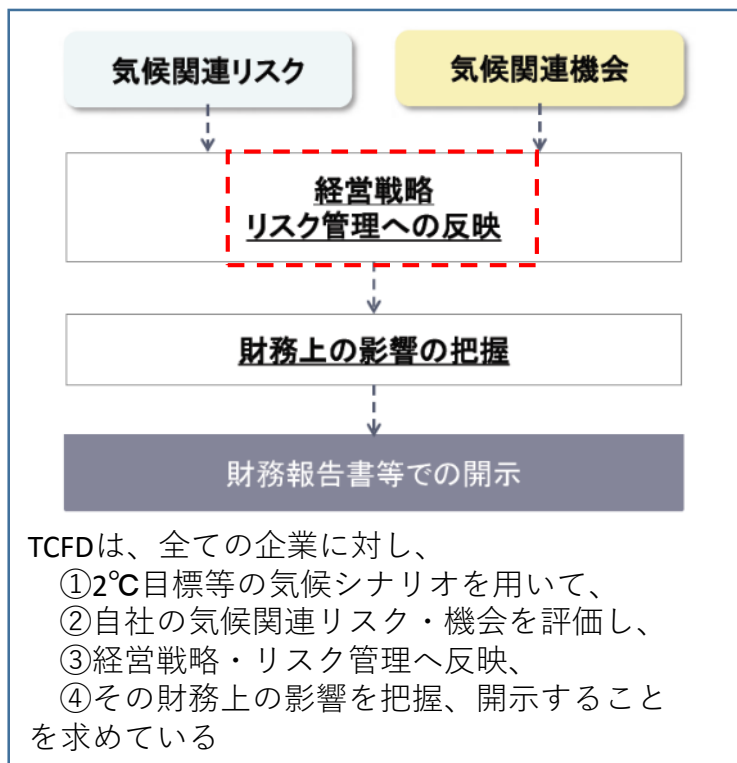 気候関連リスク
気候関連機会
経営戦略
リスク管理への反映
財務上の影響の把握
財務報告書等での開示
TCFDは、全ての企業に対し、
①2℃目標等の気候シナリオを用いて、
②自社の気候関連リスク・機会を評価し、
③経営戦略・リスク管理へ反映、
④その財務上の影響を把握、開示すること
を求めている